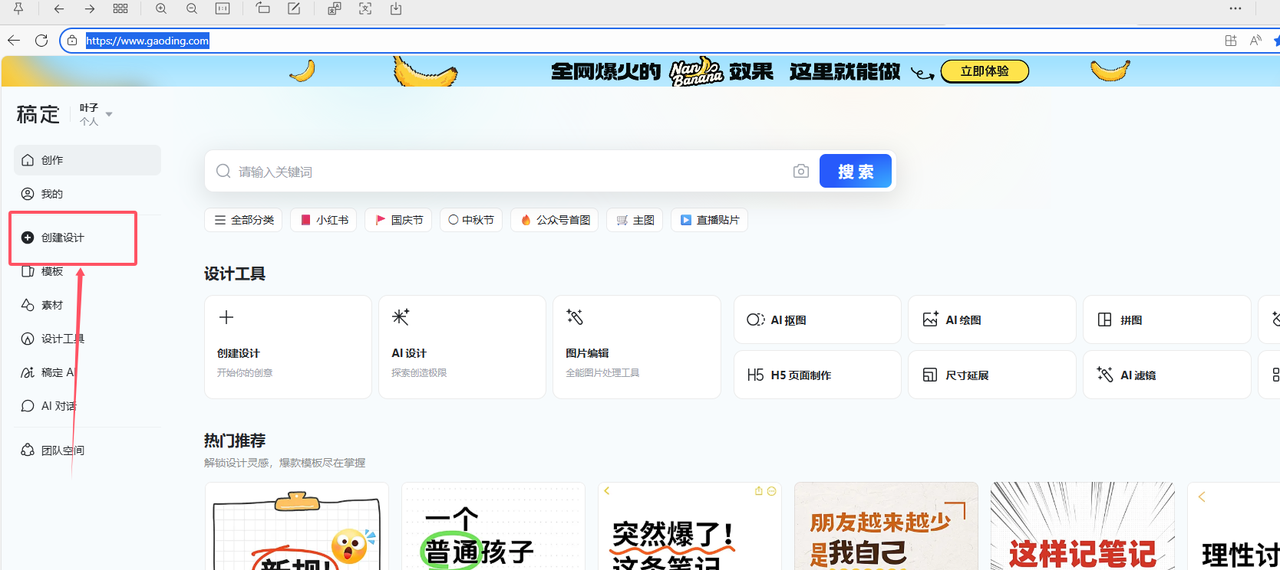 https://www.gaoding.com
全网爆火的 Nano Banana 效果 这里就能做 立即体验
稿定 叶子
个人
创作
我的
创建设计
模板
素材
设计工具
稿定 AI
AI 对话
团队空间
请输入关键词 搜索
全部分类 小红书 国庆节 中秋节 公众号首图 主图 直播贴片
设计工具
创建设计
开始你的创意
AI 设计
探索创造极限
图片编辑
全能图片处理工具
AI 抠图 AI 绘图 拼图
H5 H5 页面制作 尺寸延展 AI 滤镜
热门推荐
解锁设计灵感，爆款模板尽在掌握
新规!
一个
普通孩子
突然爆了!
这条笔记
朋友越来越少
是我自己
这样记笔记
理性讨